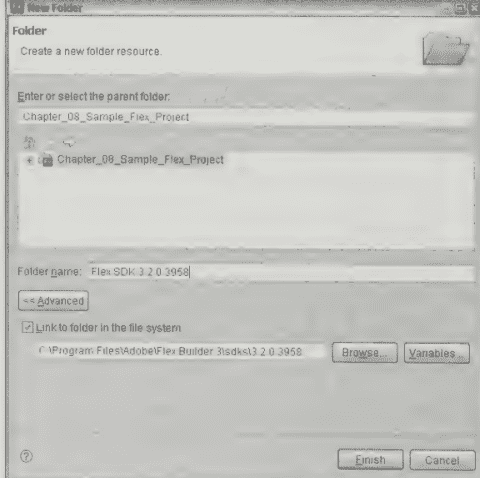 New Folder
Folder
Create a new folder resource.
Enter or select the parent folder:
Chapter_08_Sample_Flex_Project
Chapter_08_Sample_Flex_Project
Folder name: Flex SDK 3.2.0.3958
<< Advanced
Link to folder in the file system
C:\Program Files\Adobe\Flex Builder 3\sdks\3.2.0.3958 Browse... Variables...
Finish Cancel